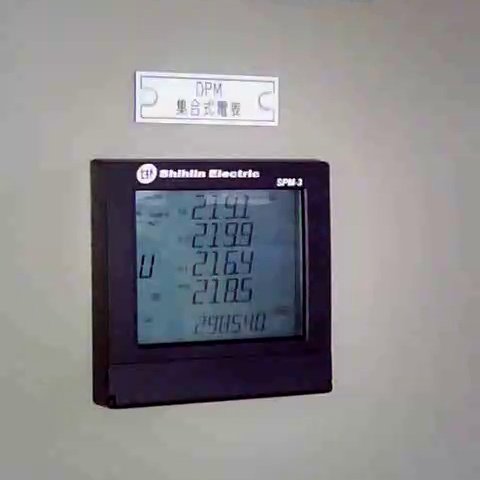 DPM
集合式電表
Shihlin Electric
SPM-3
219.1
219.9
U
216.4
218.5
290540